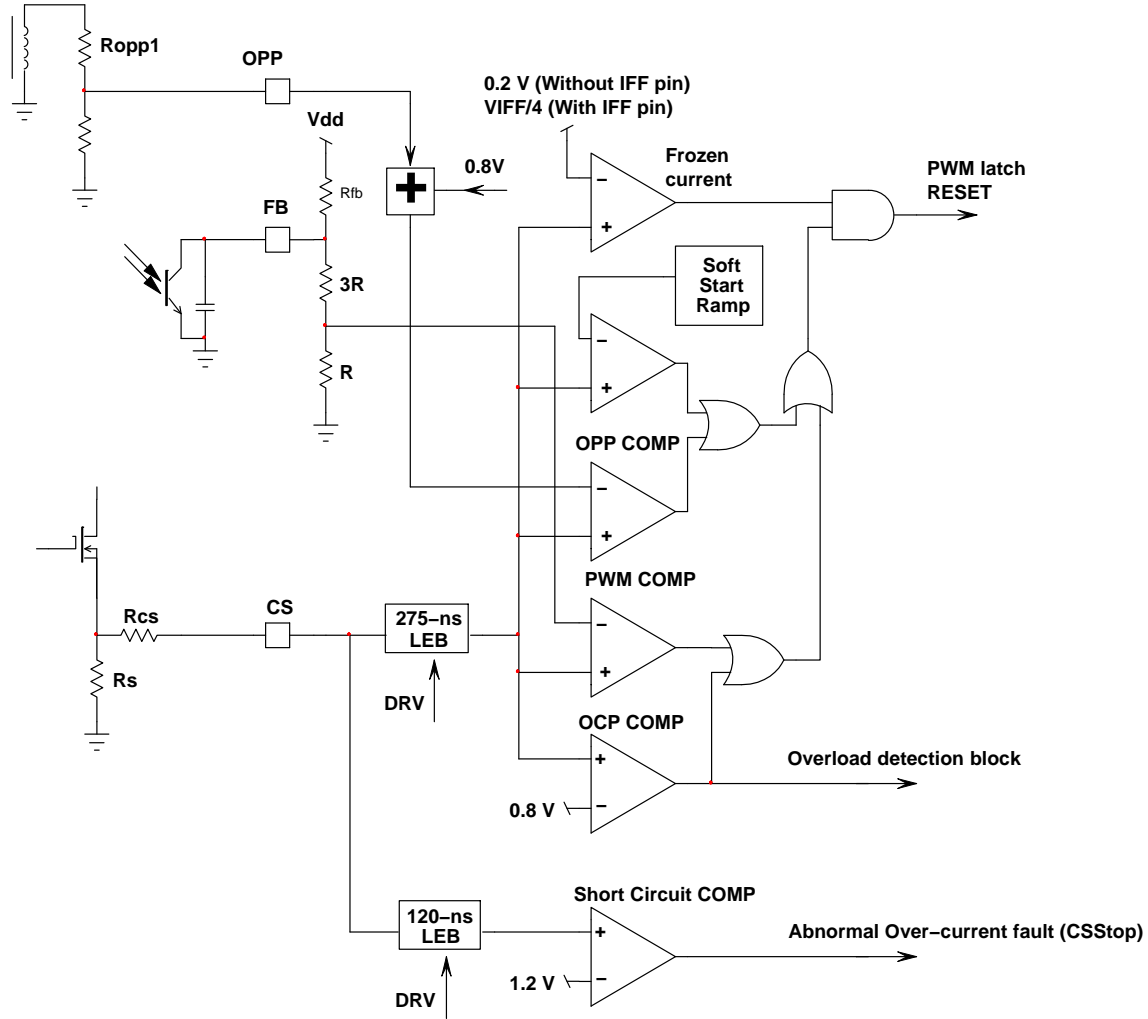 Ropp1
OPP
0.2 V (Without IFF pin)
VIFF/4 (With IFF pin)
Vdd
Frozen
current
PWM latch
RESET
0.8V
+
Rfb
FB
−
+
Soft
Start
Ramp
3R
−
R
+
OPP COMP
−
+
PWM COMP
CS
275−ns
LEB
Rcs
−
+
Rs
DRV
OCP COMP
+
Overload detection block
0.8 V
−
Short Circuit COMP
120−ns
LEB
+
Abnormal Over−current fault (CSStop)
1.2 V
−
DRV